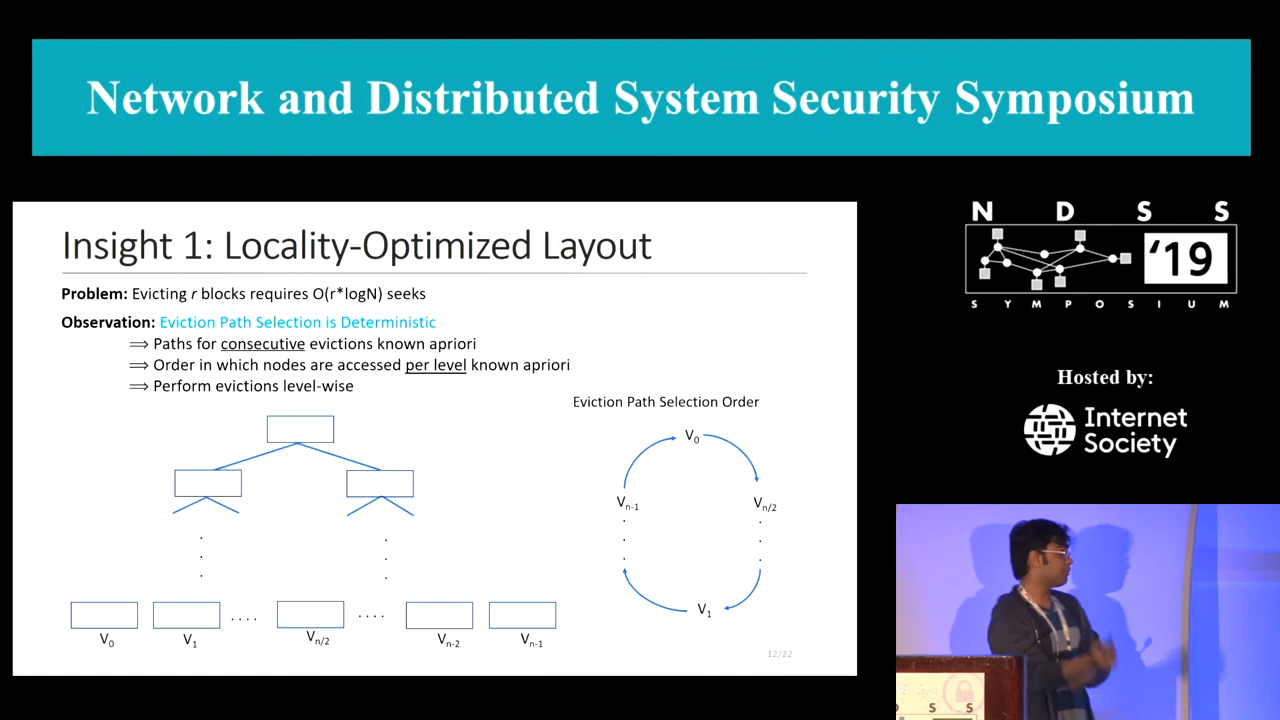 Network and Distributed System Security Symposium
Insight 1: Locality-Optimized Layout
Problem: Evicting r blocks requires O(r*logN) seeks
Observation: Eviction Path Selection is Deterministic
⟹ Paths for consecutive evictions known apriori
⟹ Order in which nodes are accessed per level known apriori
⟹ Perform evictions level-wise
Eviction Path Selection Order
V0
Vn-1
Vn/2
V1
V0
V1
Vn/2
Vn-2
Vn-1
12/22
N D S S
'19
S Y M P O S I U M
Hosted by:
Internet
Society
S S